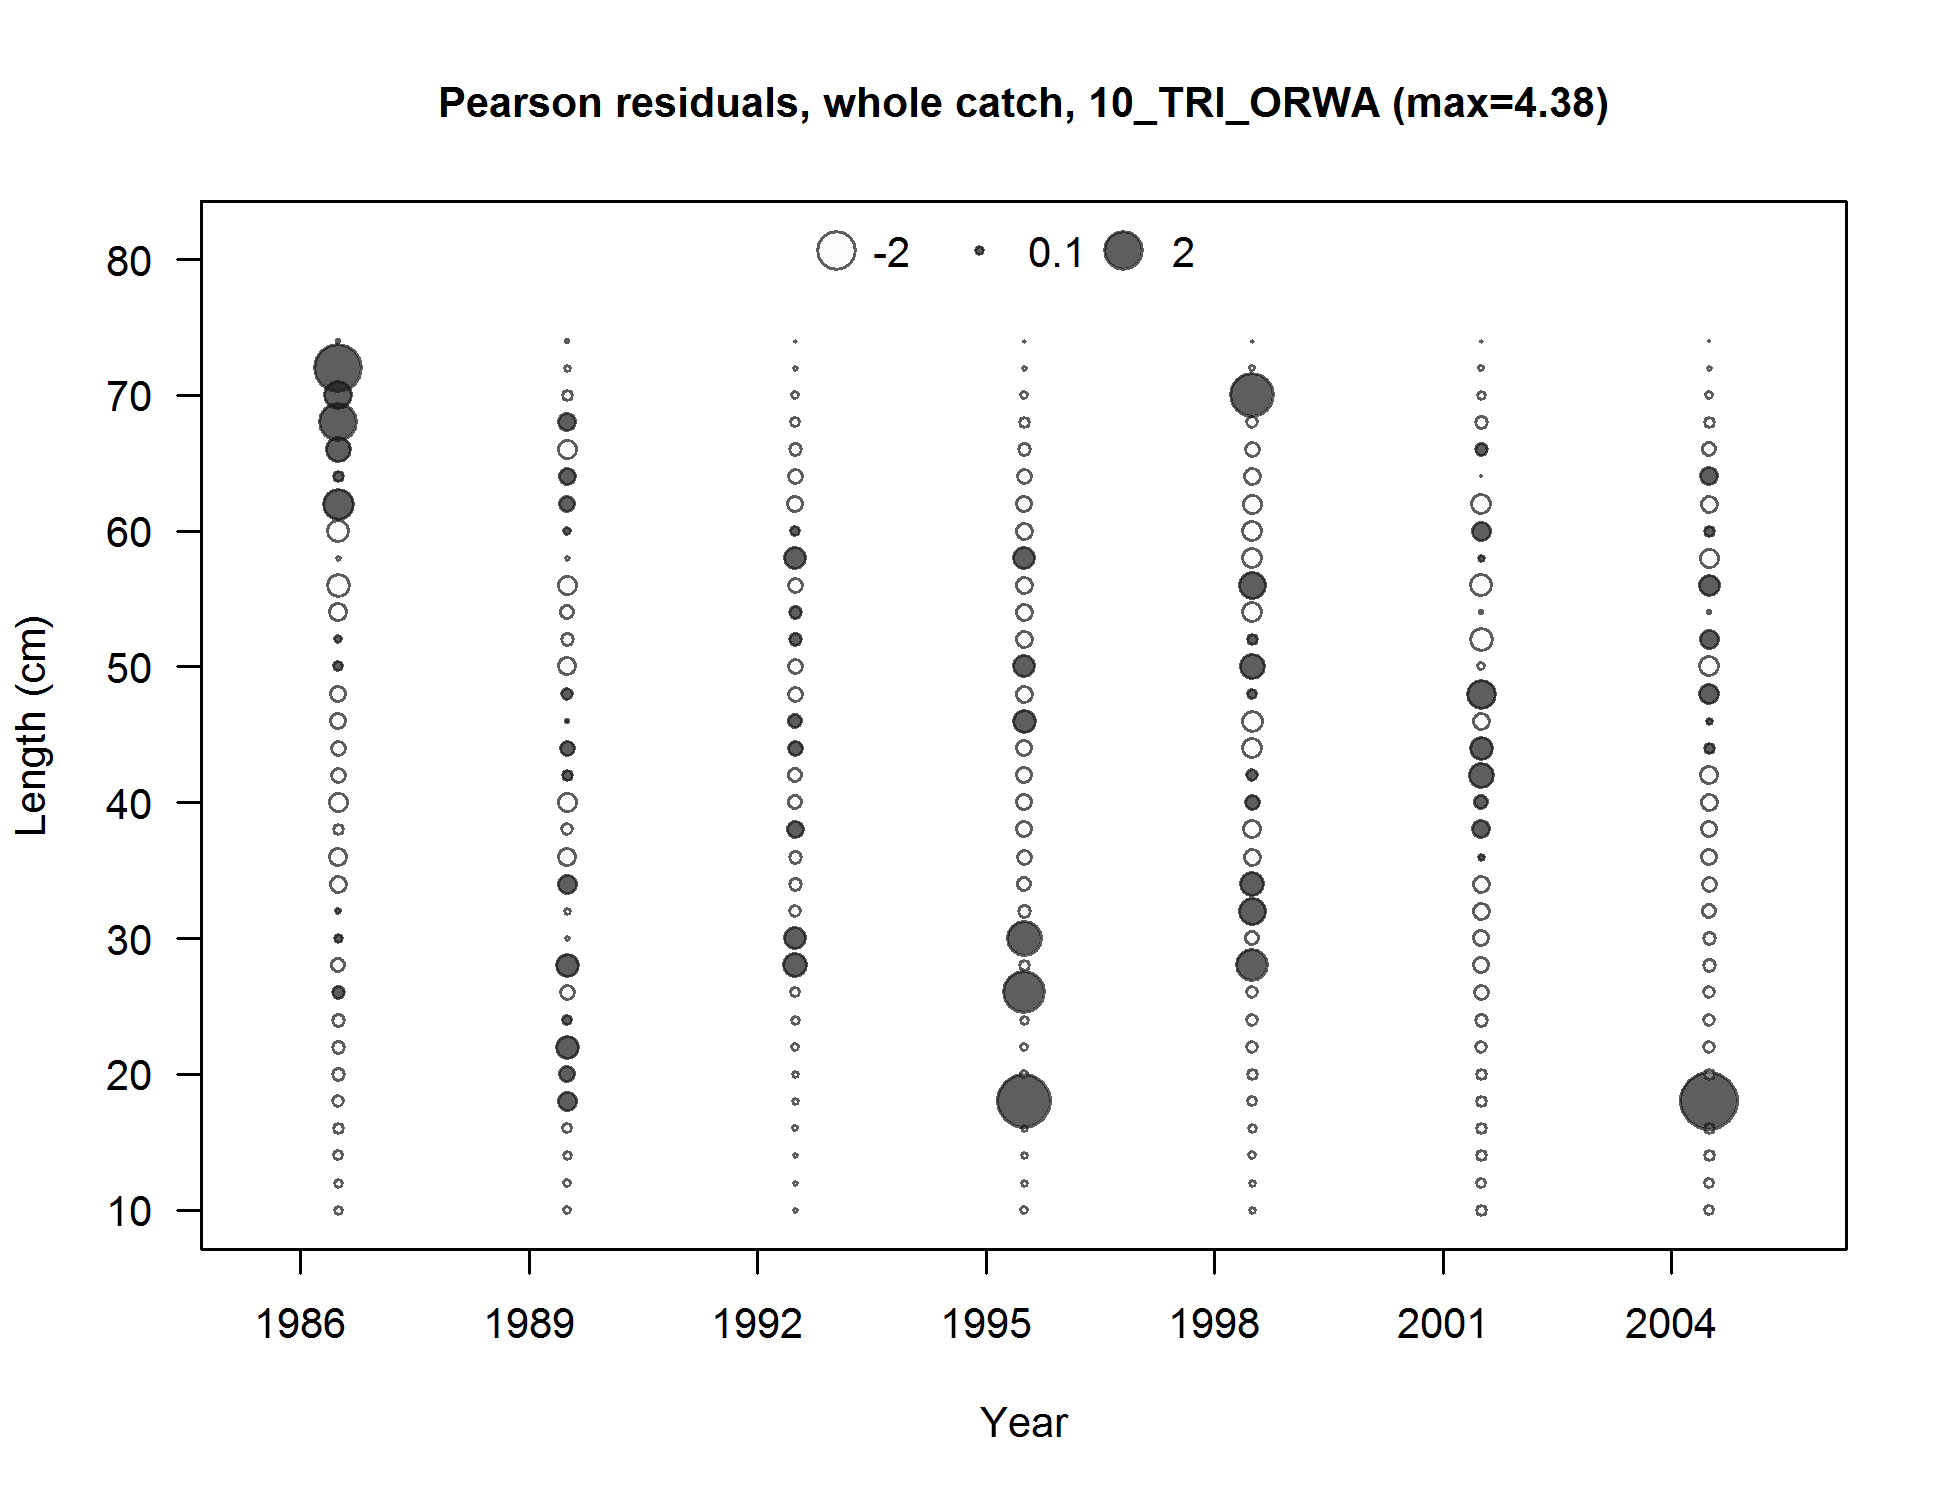 Pearson residuals, whole catch, 10_TRI_ORWA (max=4.38)
-2 0.1 2
80
70
60
50
40
30
20
10
Length (cm)
1986 1989 1992 1995 1998 2001 2004
Year